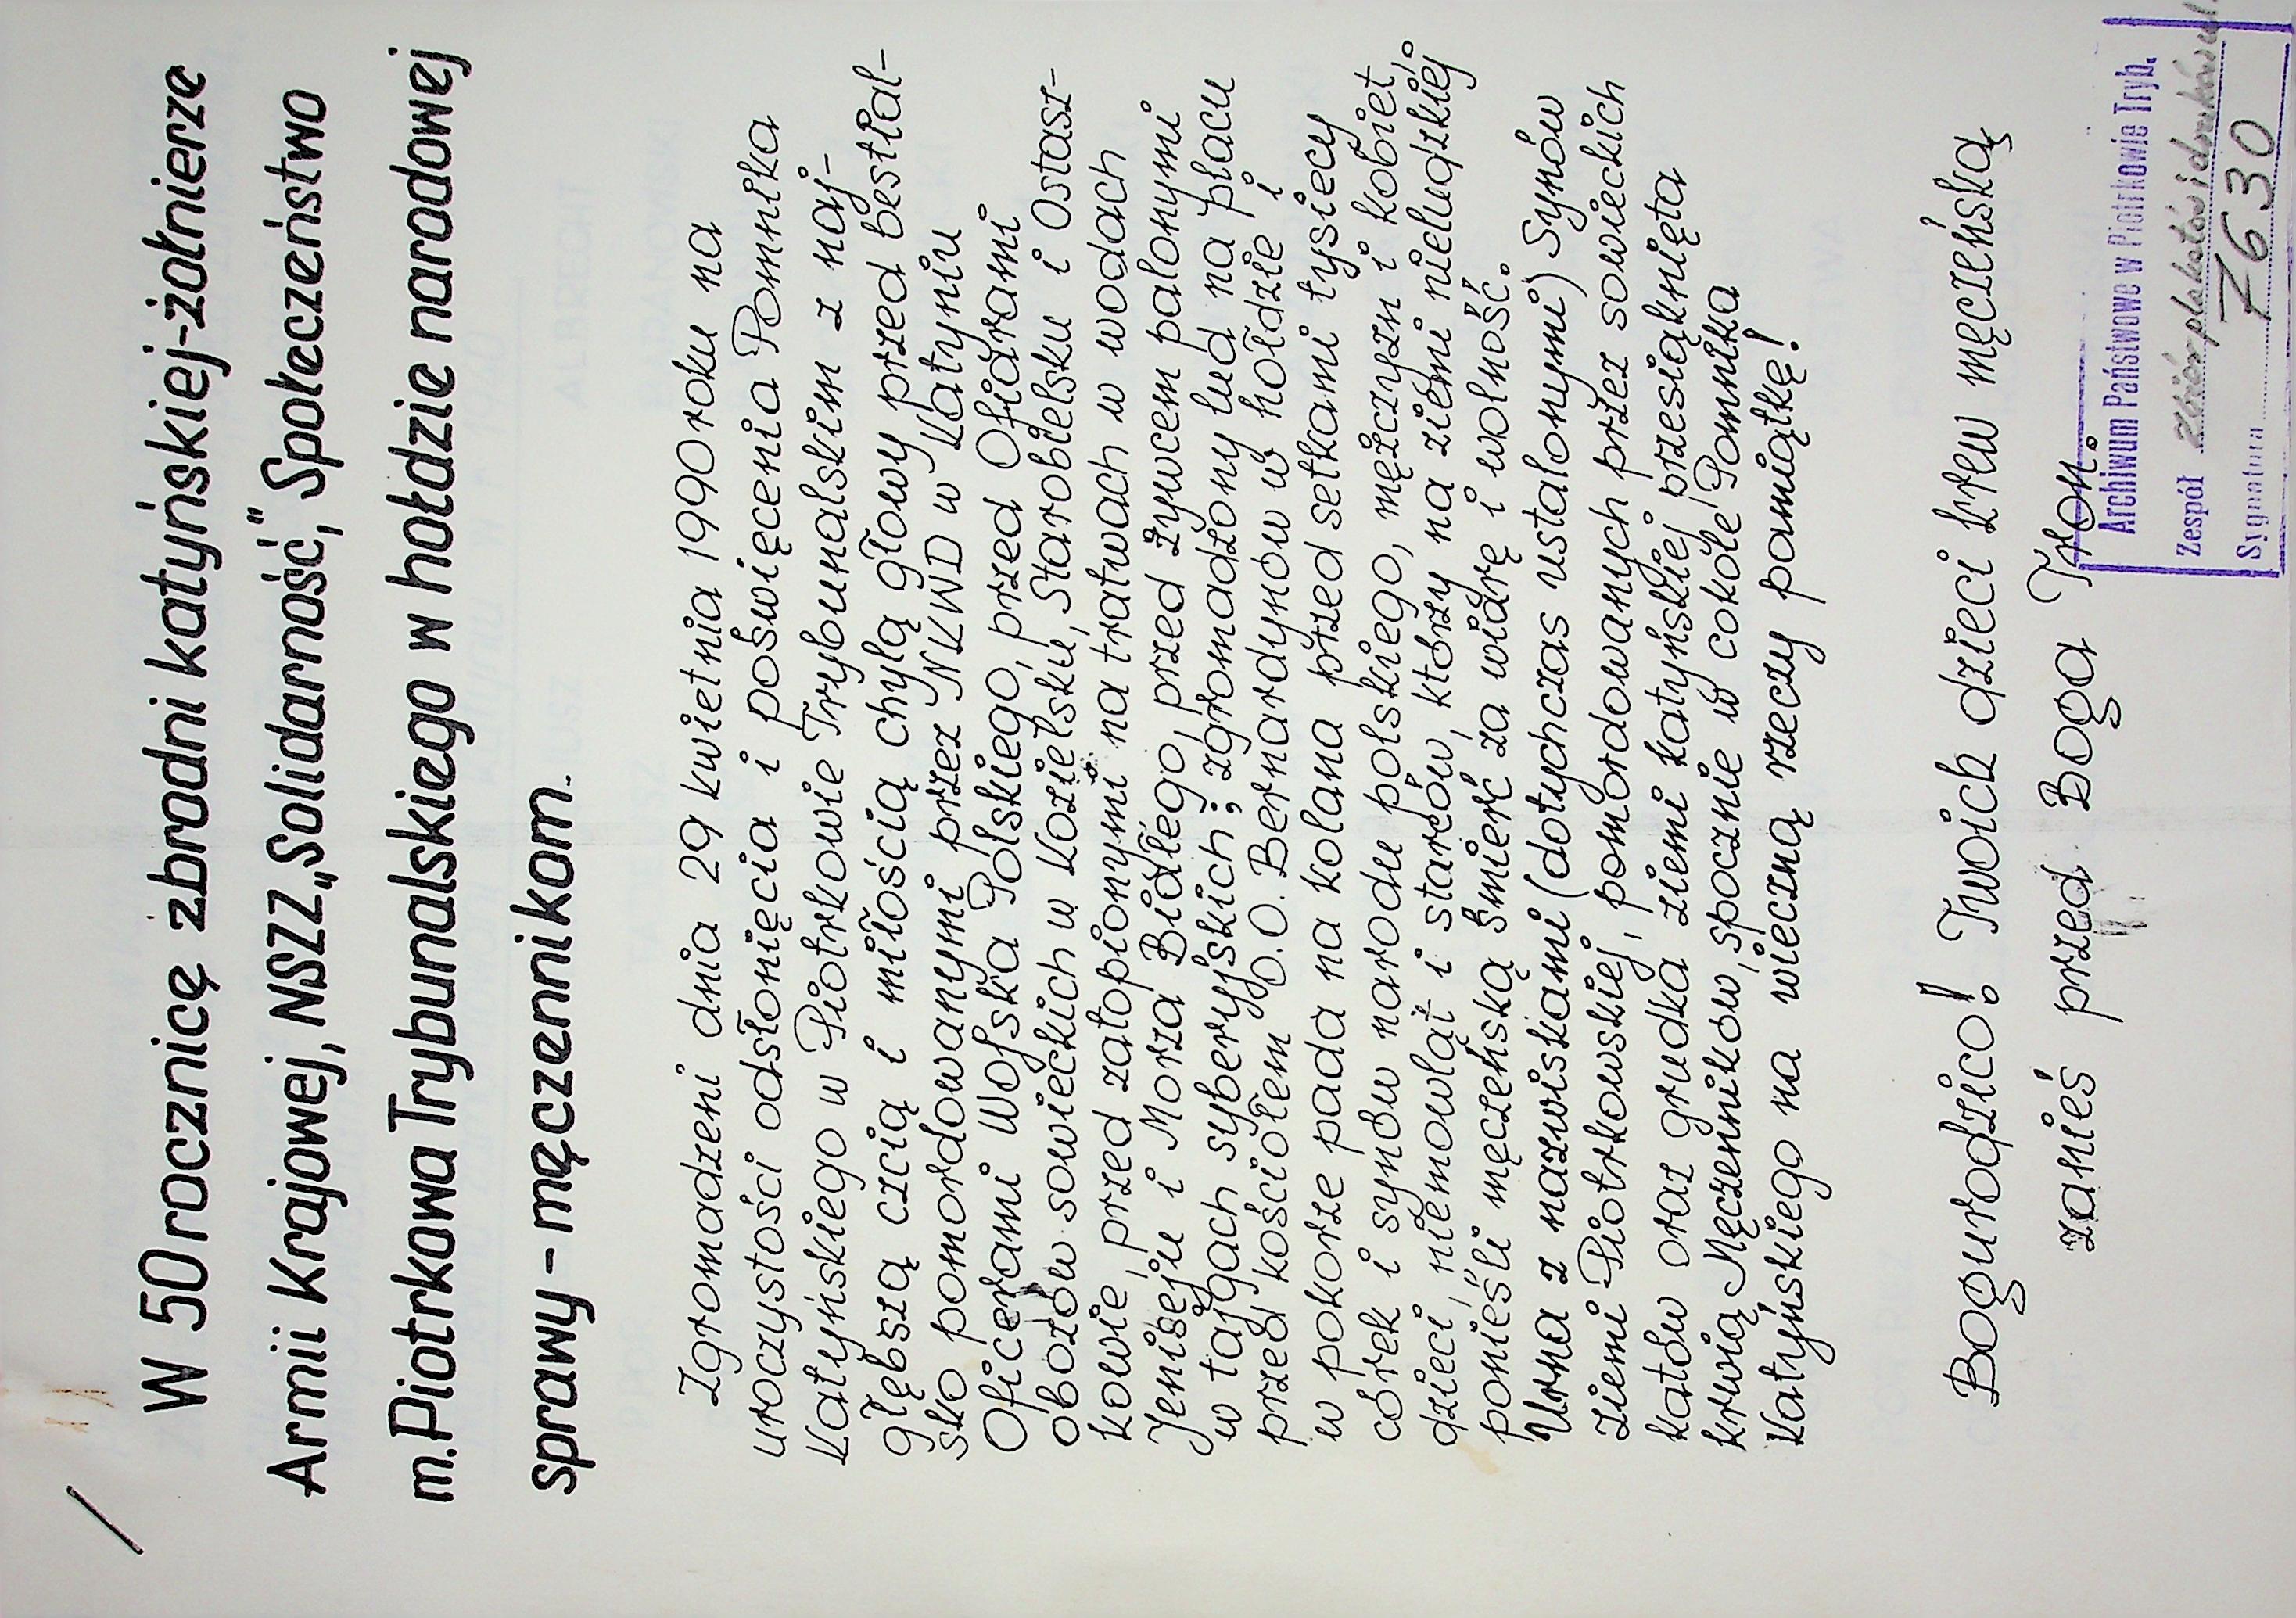 W 50 rocznicę zbrodni katyńskiej-żołnierze
Armii Krajowej, NSZZ „Solidarność”, Społeczeństwo
m. Piotrkowa Trybunalskiego w hołdzie narodowej
sprawy - męczennikom.
Zgromadzeni dnia 29 kwietnia 1990 roku na
uroczystości odsłonięcia i poświęcenia Pomnika
Katyńskiego w Piotrkowie Trybunalskim z naj-
głębszą czcią i miłością chylą głowy przed bestial-
sko pomordowanymi przez NKWD w Katyniu
Oficerami Wojska Polskiego, przed Ofiarami
obozów sowieckich w Kozielsku, Starobielsku i Ostasz-
kowie, przed zatopionymi na tratwach w wodach
Jenisieju i Morza Białego, przed żywcem palonymi
w tajgach syberyjskich; zgromadzony lud na placu
przed kościołem O.O. Bernardynów w hołdzie i
w pokorze pada na kolana przed setkami tysięcy
córek i synów narodu polskiego, mężczyzn i kobiet,
dzieci, niemowląt i starców, którzy na ziemi nieludzkiej
ponieśli męczeńską śmierć za wiarę i wolność.
Urna z nazwiskami (dotychczas ustalonymi) Synów
ziemi Piotrkowskiej, pomordowanych przez sowieckich
katów oraz grudka ziemi katyńskiej przesiąknięta
krwią Męczenników, spocznie w cokole Pomnika
Katyńskiego na wieczną rzeczy pamiątkę!
Bogurodzico! Twoich dzieci krew męczeńską
zanieś przed Boga Tron.
Archiwum Państwowe w Piotrkowie Tryb.
Zespół Zbiór plakatów i druków ul.
Sygnatura 7630